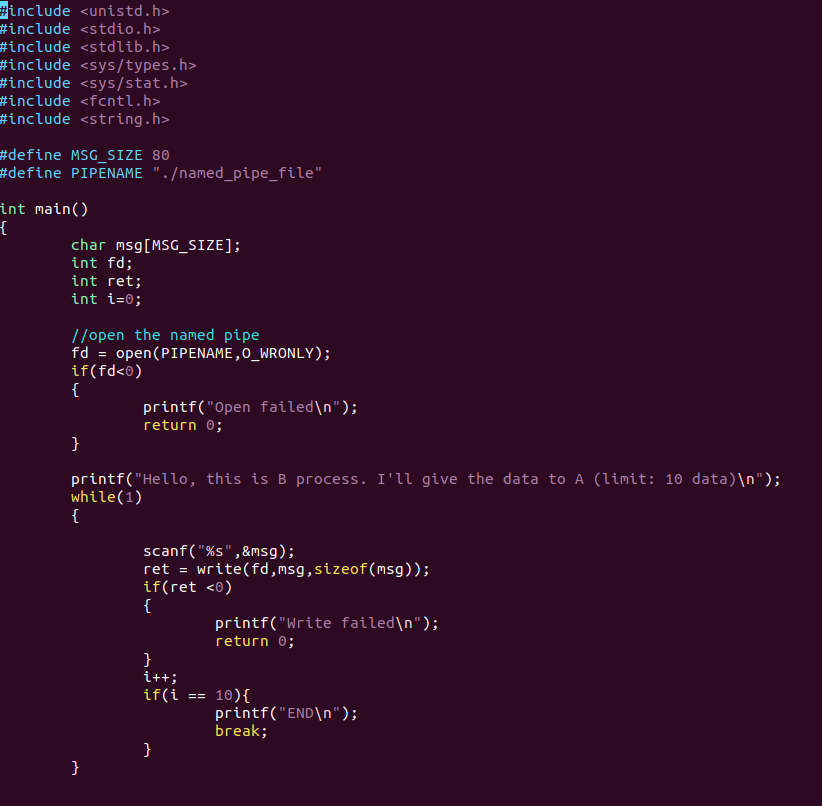 #include <unistd.h>
#include <stdio.h>
#include <stdlib.h>
#include <sys/types.h>
#include <sys/stat.h>
#include <fcntl.h>
#include <string.h>

#define MSG_SIZE 80
#define PIPENAME "./named_pipe_file"

int main()
{
        char msg[MSG_SIZE];
        int fd;
        int ret;
        int i=0;

        //open the named pipe
        fd = open(PIPENAME,O_WRONLY);
        if(fd<0)
        {
                printf("Open failed\n");
                return 0;
        }

        printf("Hello, this is B process. I'll give the data to A (limit: 10 data)\n");
        while(1)
        {

                scanf("%s",&msg);
                ret = write(fd,msg,sizeof(msg));
                if(ret <0)
                {
                        printf("Write failed\n");
                        return 0;
                }
                i++;
                if(i == 10){
                        printf("END\n");
                        break;
                }
        }